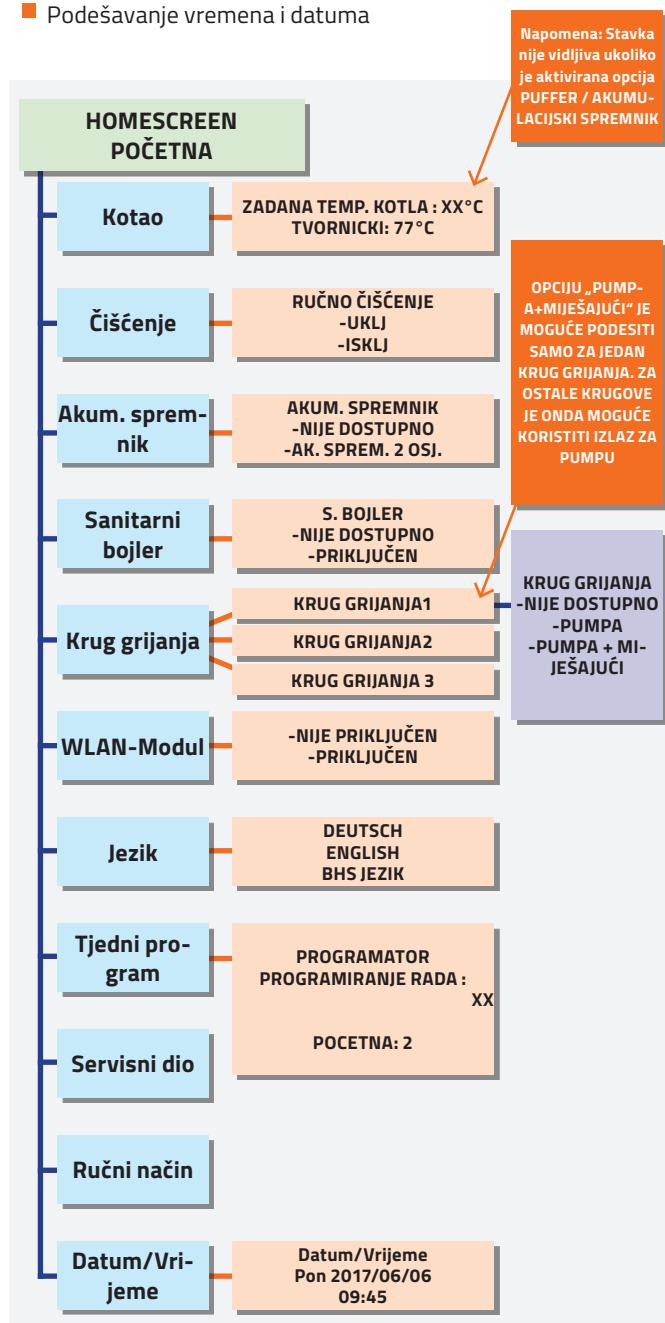 Podešavanje vremena i datuma
Napomena: Stavka
nije vidljiva ukoliko
je aktivirana opcija
PUFFER / AKUMU-
LACIJSKI SPREMNIK
HOMESCREEN
POČETNA
Kotao
ZADANA TEMP. KOTLA : XX°C
TVORNICKI: 77°C
OPCIJU „PUMP-
A+MIJEŠAJUĆI“ JE
MOGUĆE PODESITI
SAMO ZA JEDAN
KRUG GRIJANJA. ZA
OSTALE KRUGOVE
JE ONDA MOGUĆE
KORISTITI IZLAZ ZA
PUMPU
Čišćenje
RUČNO ČIŠĆENJE
-UKLJ
-ISKLJ
Akum. sprem-
nik
AKUM. SPREMNIK
-NIJE DOSTUPNO
-AK. SPREM. 2 OSJ.
Sanitarni
bojler
S. BOJLER
-NIJE DOSTUPNO
-PRIKLJUČEN
Krug grijanja
KRUG GRIJANJA1
KRUG GRIJANJA2
KRUG GRIJANJA 3
KRUG GRIJANJA
-NIJE DOSTUPNO
-PUMPA
-PUMPA + MI-
JEŠAJUĆI
WLAN-Modul
-NIJE PRIKLJUČEN
-PRIKLJUČEN
Jezik
DEUTSCH
ENGLISH
BHS JEZIK
Tjedni pro-
gram
PROGRAMATOR
PROGRAMIRANJE RADA :
XX
POCETNA: 2
Servisni dio
Ručni način
Datum/Vri-
jeme
Datum/Vrijeme
Pon 2017/06/06
09:45